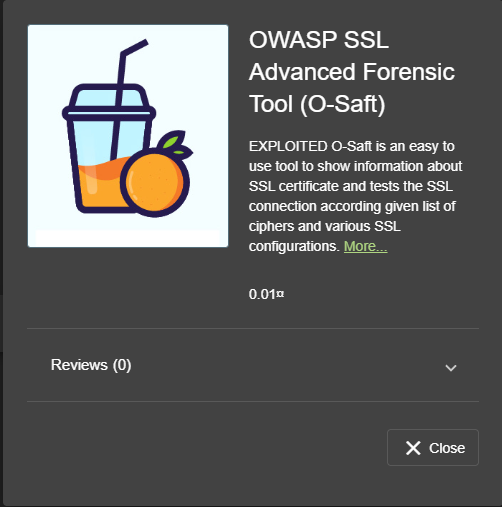 OWASP SSL
Advanced Forensic
Tool (O-Saft)
EXPLOITED O-Saft is an easy to
use tool to show information about
SSL certificate and tests the SSL
connection according given list of
ciphers and various SSL
configurations. More...
0.01¤
Reviews (0)
Close